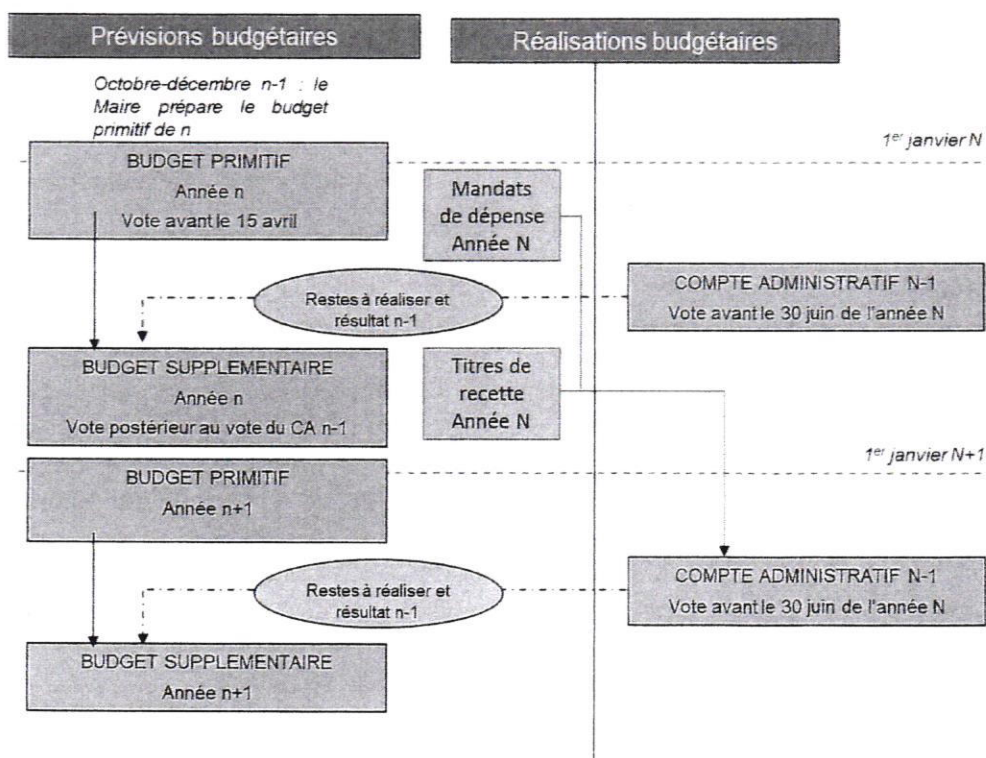 Prévisions budgétaires
Réalisations budgétaires
Octobre-décembre n-1 : le
Maire prépare le budget
primitif de n
1er janvier N
BUDGET PRIMITIF
Année n
Vote avant le 15 avril
Mandats
de dépense
Année N
Restes à réaliser et
résultat n-1
COMPTE ADMINISTRATIF N-1
Vote avant le 30 juin de l'année N
BUDGET SUPPLEMENTAIRE
Année n
Vote postérieur au vote du CA n-1
Titres de
recette
Année N
1er janvier N+1
BUDGET PRIMITIF
Année n+1
Restes à réaliser et
résultat n-1
COMPTE ADMINISTRATIF N-1
Vote avant le 30 juin de l'année N
BUDGET SUPPLEMENTAIRE
Année n+1